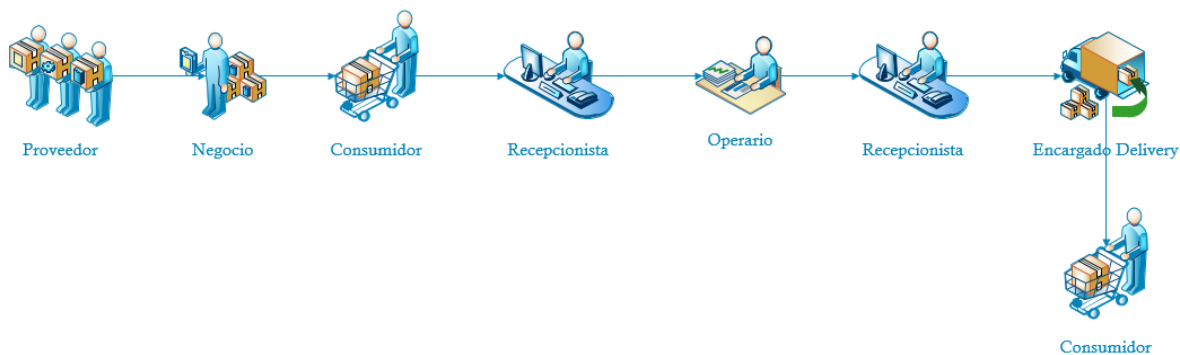 Proveedor
Negocio
Consumidor
Recepcionista
Operario
Recepcionista
Encargado Delivery
Consumidor